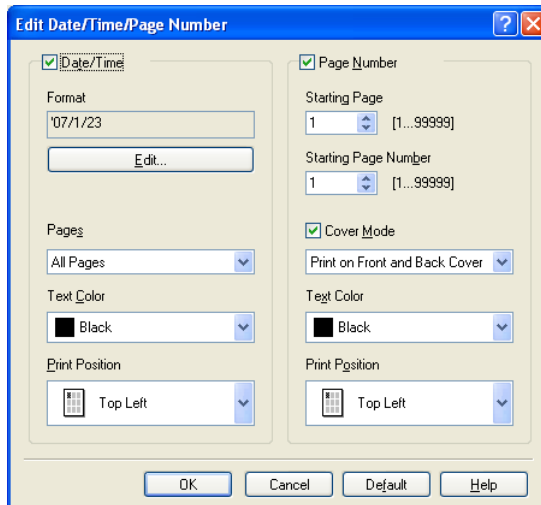 Edit Date/Time/Page Number
Date/Time
Format
'07/1/23
Edit...
Pages
All Pages
Text Color
Black
Print Position
Top Left
Page Number
Starting Page
1 [1...99999]
Starting Page Number
1 [1...99999]
Cover Mode
Print on Front and Back Cover
Text Color
Black
Print Position
Top Left
OK Cancel Default Help